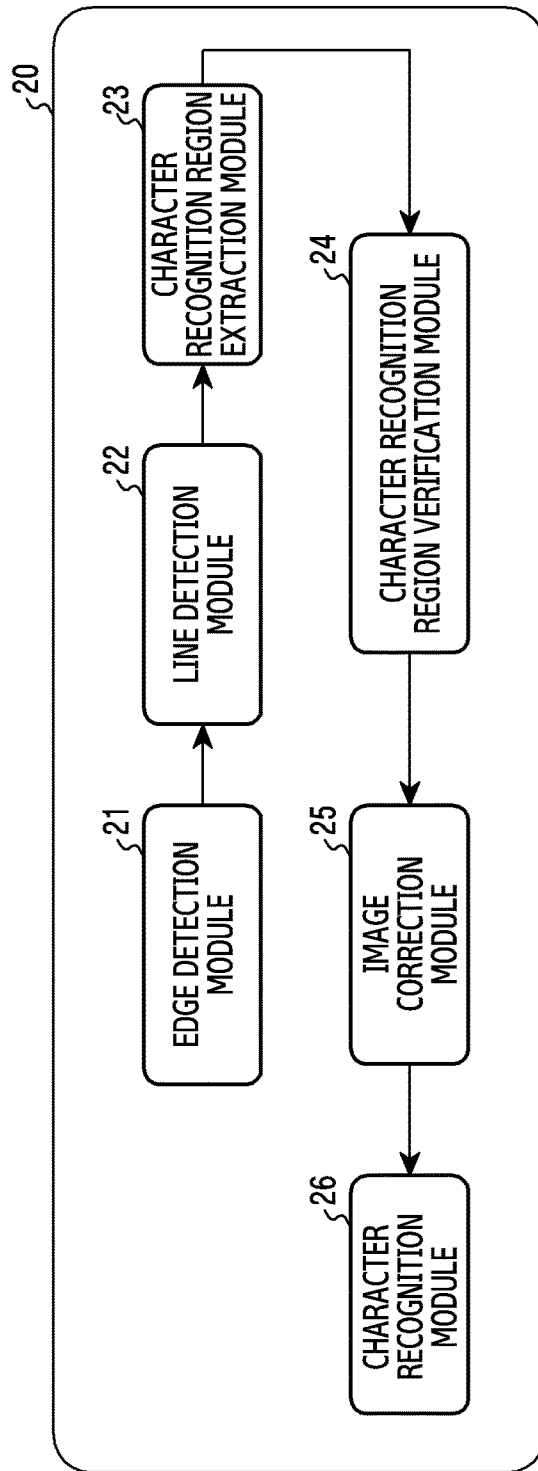 20
21
EDGE DETECTION
MODULE
22
LINE DETECTION
MODULE
23
CHARACTER
RECOGNITION REGION
EXTRACTION MODULE
24
CHARACTER RECOGNITION
REGION VERIFICATION MODULE
25
IMAGE
CORRECTION
MODULE
26
CHARACTER
RECOGNITION
MODULE